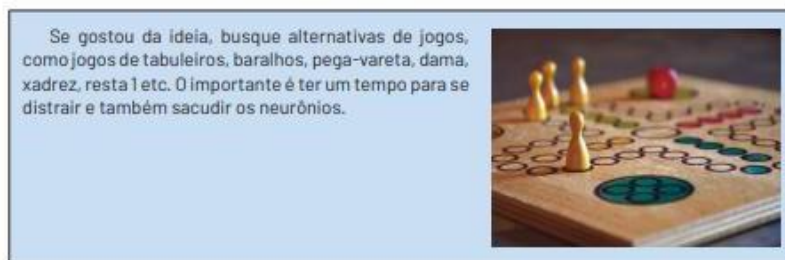 Se gostou da ideia, busque alternativas de jogos,
como jogos de tabuleiros, baralhos, pega-vareta, dama,
xadrez, resta 1 etc. O importante é ter um tempo para se
distrair e também sacudir os neurônios.